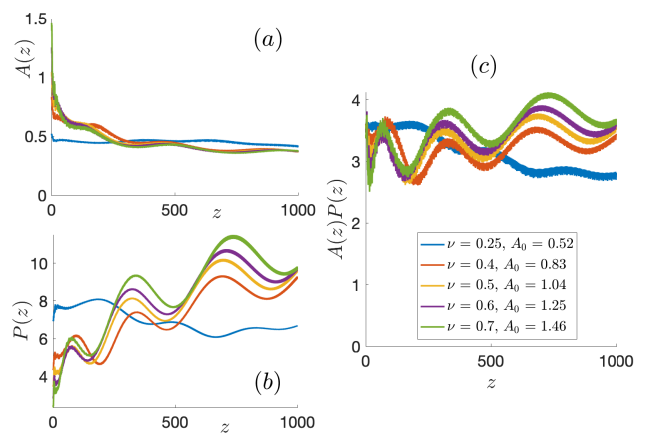 (a)
A(z)
1.5
1
0.5
0
0
500
1000
z
(b)
P(z)
10
8
6
4
0
500
1000
z
(c)
A(z)P(z)
4
3
2
1
0
0
500
1000
z
ν = 0.25, A₀ = 0.52
ν = 0.4, A₀ = 0.83
ν = 0.5, A₀ = 1.04
ν = 0.6, A₀ = 1.25
ν = 0.7, A₀ = 1.46